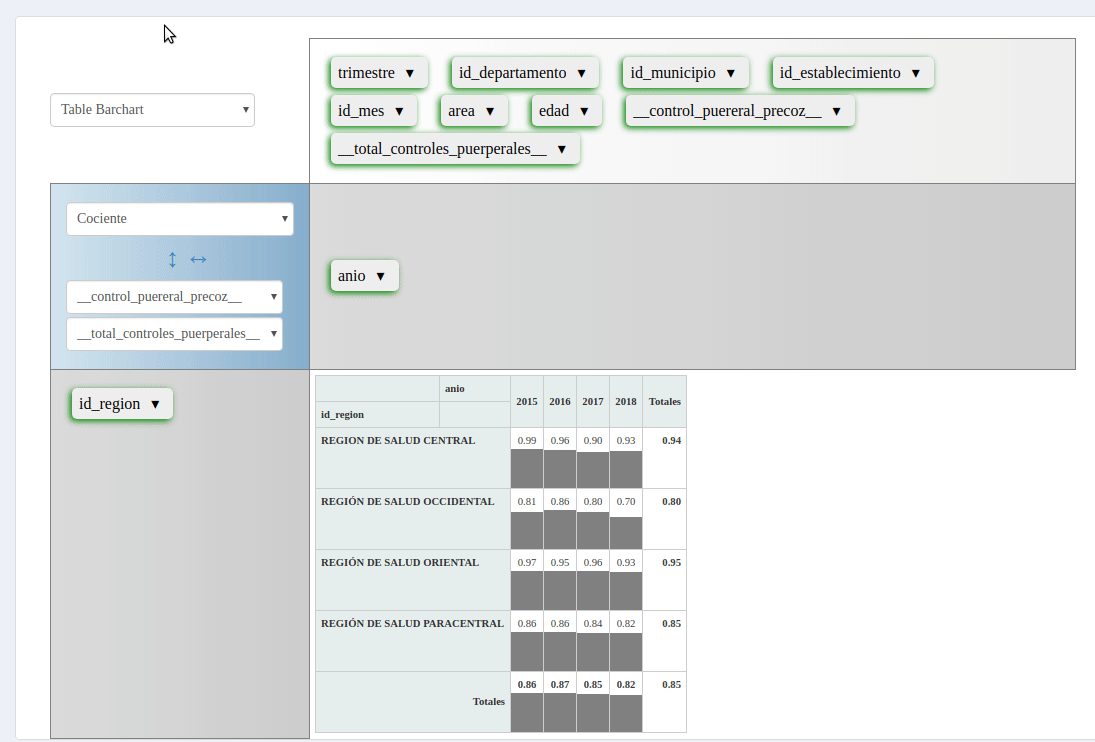 trimestre ▼ id_departamento ▼ id_municipio ▼ id_establecimiento ▼
Table Barchart ▾
id_mes ▼ area ▼ edad ▼ __control_puereral_precoz__ ▼
__total_controles_puerperales__ ▼
Cociente ▾
↕ ↔
__control_puereral_precoz__ ▾
__total_controles_puerperales__ ▾
anio ▼
id_region ▼
anio 2015 2016 2017 2018 Totales
id_region
REGION DE SALUD CENTRAL 0.99 0.96 0.90 0.93 0.94
REGIÓN DE SALUD OCCIDENTAL 0.81 0.86 0.80 0.70 0.80
REGIÓN DE SALUD ORIENTAL 0.97 0.95 0.96 0.93 0.95
REGIÓN DE SALUD PARACENTRAL 0.86 0.86 0.84 0.82 0.85
Totales 0.86 0.87 0.85 0.82 0.85